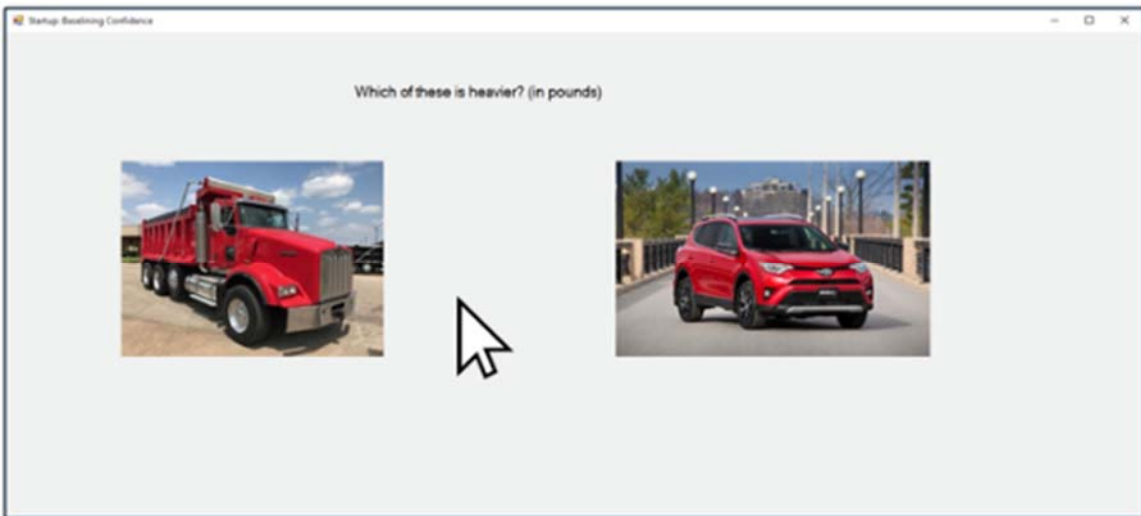 Startup: Baselining Confidence
Which of these is heavier? (in pounds)